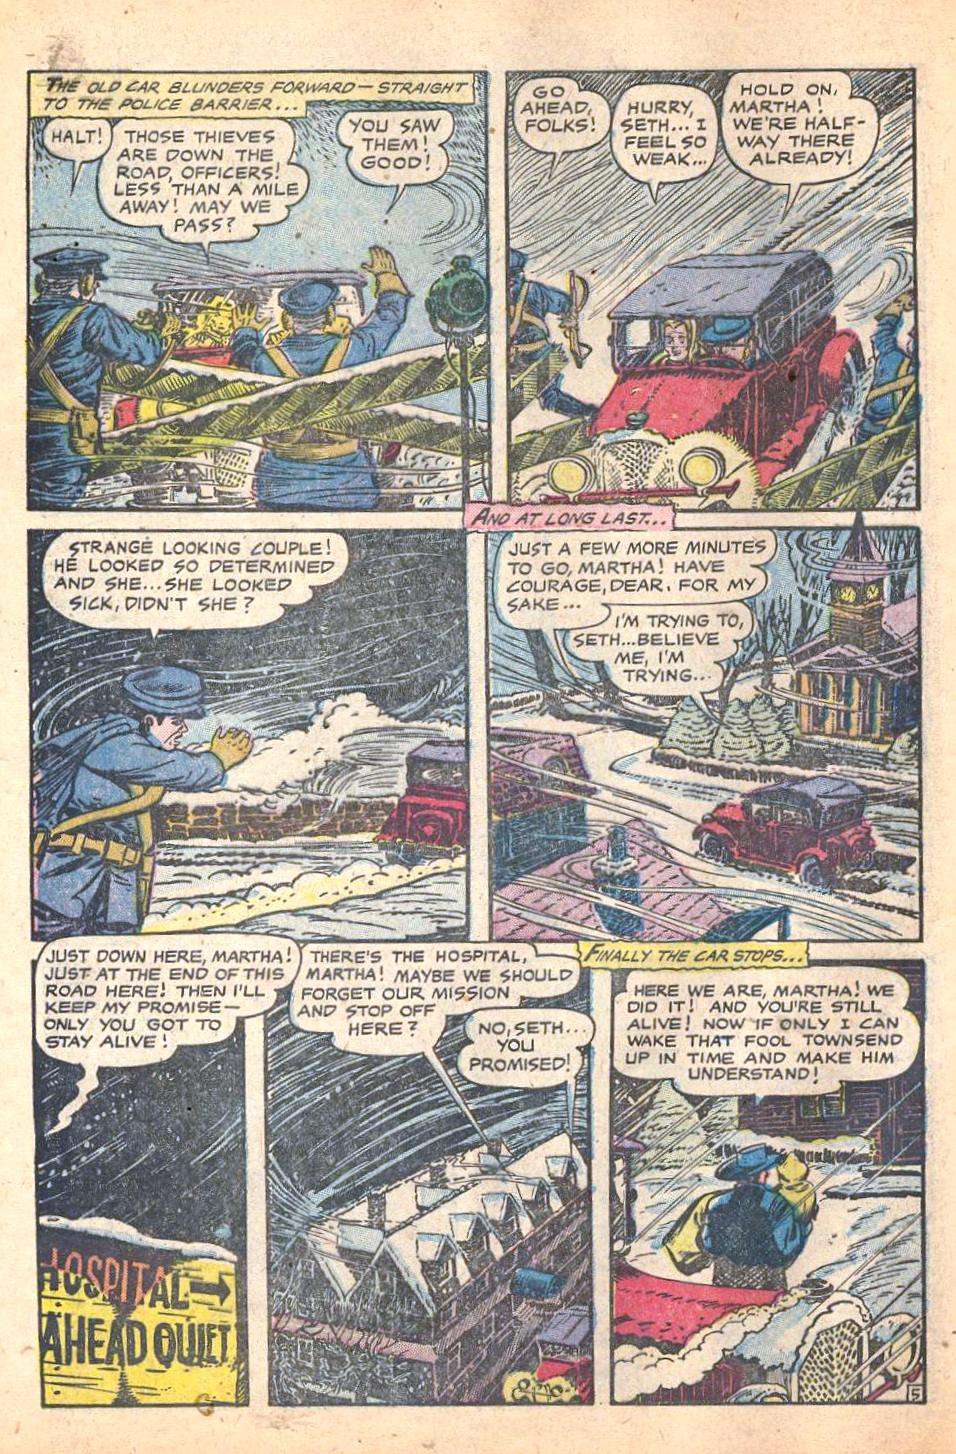 THE OLD CAR BLUNDERS FORWARD—STRAIGHT
TO THE POLICE BARRIER...
HALT!
THOSE THIEVES
ARE DOWN THE
ROAD, OFFICERS!
LESS THAN A MILE
AWAY! MAY WE
PASS?
YOU SAW
THEM!
GOOD!
GO
AHEAD,
FOLKS!
HURRY,
SETH... I
FEEL SO
WEAK...
HOLD ON,
MARTHA!
WE'RE HALF-
WAY THERE
ALREADY!
STRANGE LOOKING COUPLE!
HE LOOKED SO DETERMINED
AND SHE...SHE LOOKED
SICK, DIDN'T SHE?
AND AT LONG LAST...
JUST A FEW MORE MINUTES
TO GO, MARTHA! HAVE
COURAGE, DEAR. FOR MY
SAKE...
I'M TRYING TO,
SETH...BELIEVE
ME, I'M
TRYING...
JUST DOWN HERE, MARTHA!
JUST AT THE END OF THIS
ROAD HERE! THEN I'LL
KEEP MY PROMISE—
ONLY YOU GOT TO
STAY ALIVE!
HOSPITAL
AHEAD QUIET
THERE'S THE HOSPITAL,
MARTHA! MAYBE WE SHOULD
FORGET OUR MISSION
AND STOP OFF
HERE?
NO, SETH...
YOU
PROMISED!
FINALLY THE CAR STOPS...
HERE WE ARE, MARTHA! WE
DID IT! AND YOU'RE STILL
ALIVE! NOW IF ONLY I CAN
WAKE THAT FOOL TOWNSEND
UP IN TIME AND MAKE HIM
UNDERSTAND!
5